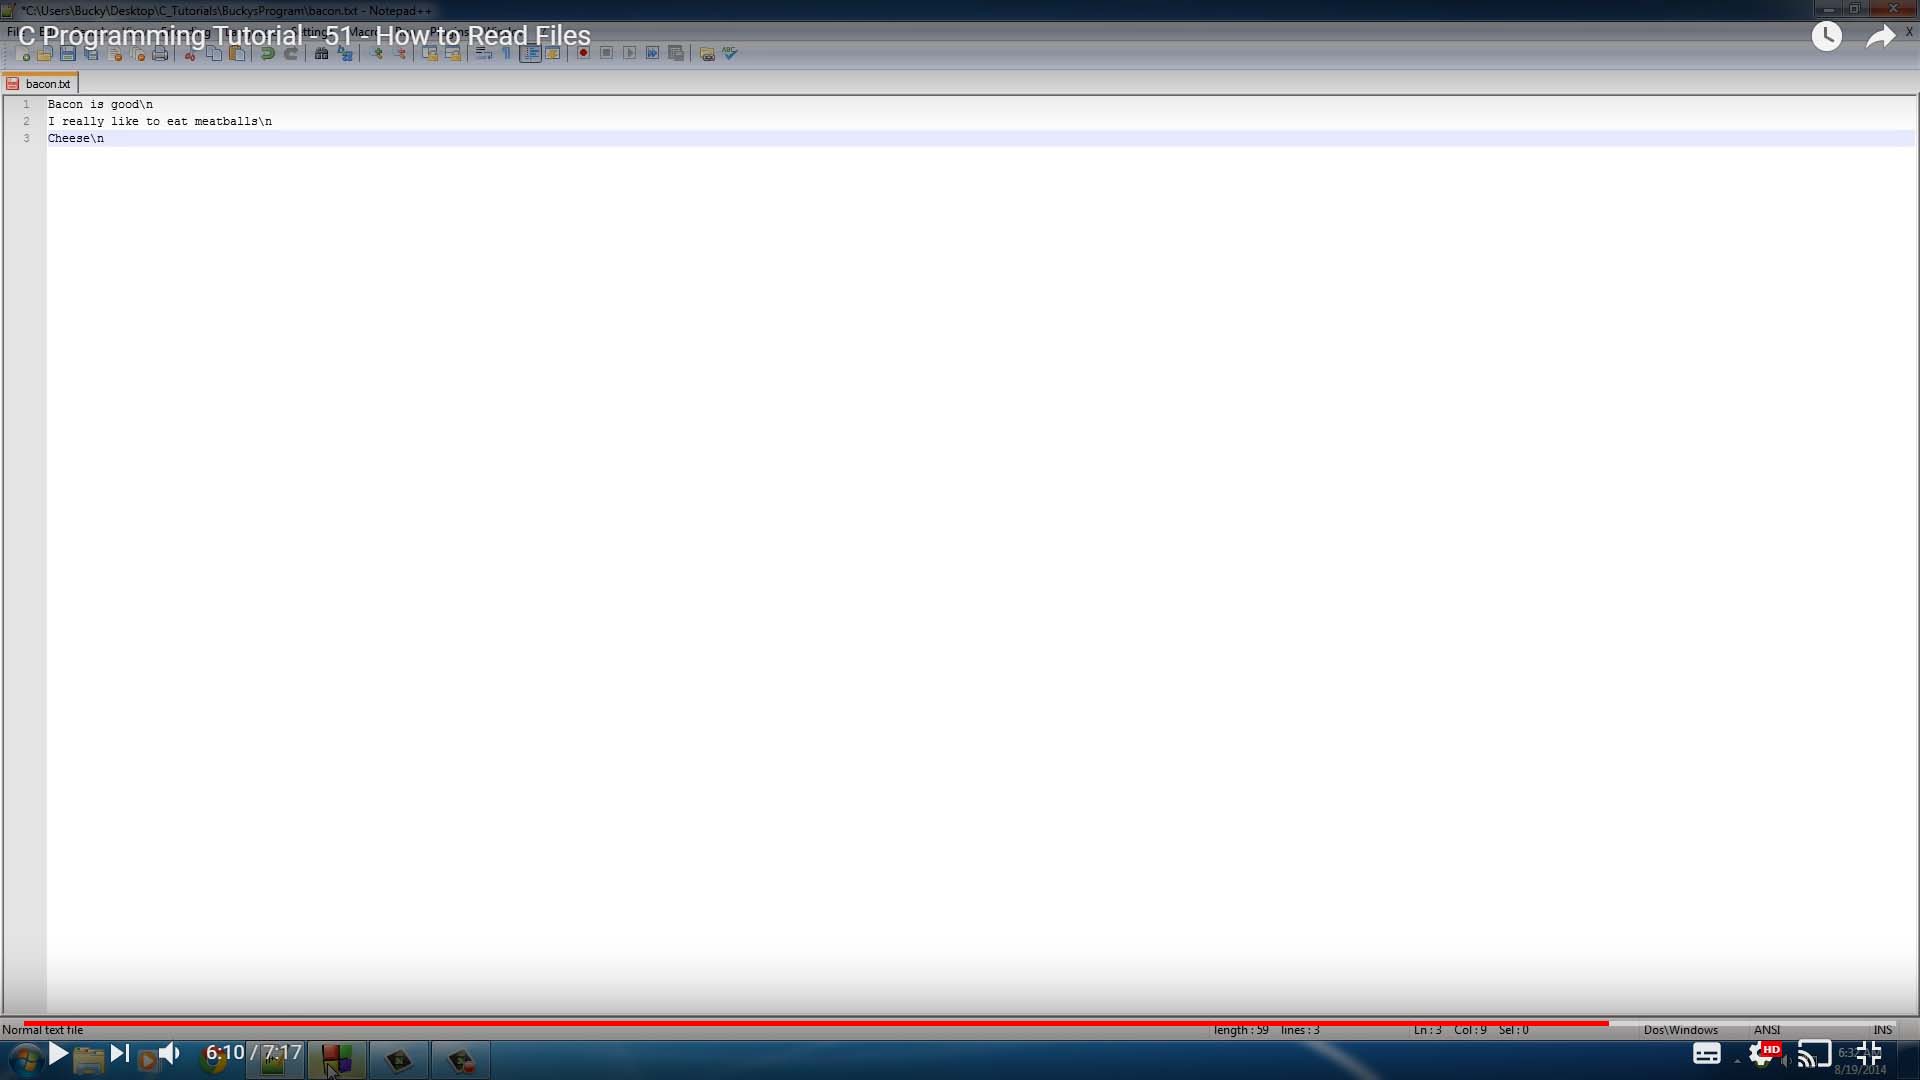 *C:\Users\Bucky\Desktop\C_Tutorials\BuckysProgram\bacon.txt - Notepad++
C Programming Tutorial - 51 - How to Read Files
X
bacon.txt
1 Bacon is good\n
2 I really like to eat meatballs\n
3 Cheese\n
Normal text file length : 59 lines : 3 Ln : 3 Col : 9 Sel : 0 Dos\Windows ANSI INS
6:10 / 7:17 HD
8/19/2014